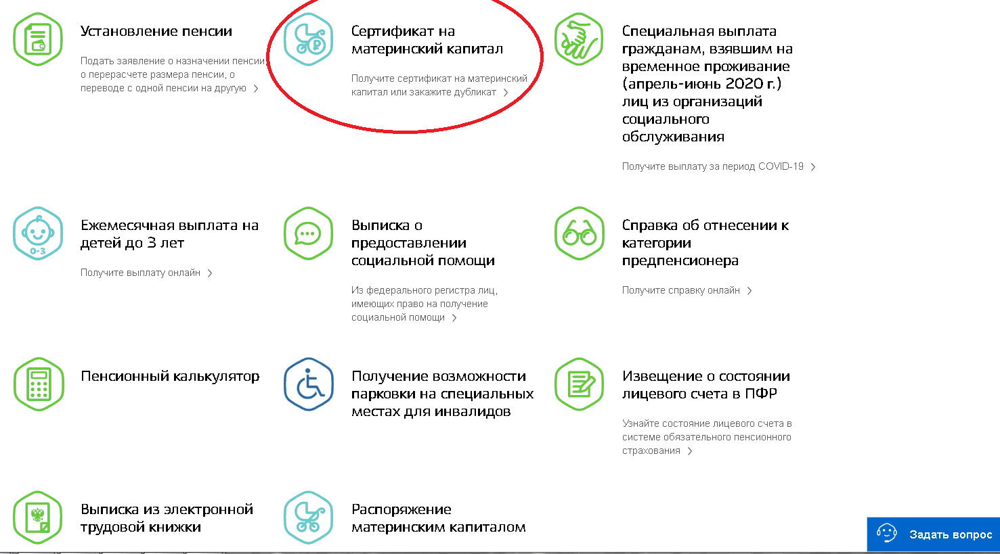 Установление пенсии
Подать заявление о назначении пенсии,
о перерасчете размера пенсии, о
переводе с одной пенсии на другую
Сертификат на
материнский капитал
Получите сертификат на материнский
капитал или закажите дубликат
Специальная выплата
гражданам, взявшим на
временное проживание
(апрель-июнь 2020 г.)
лиц из организаций
социального
обслуживания
Получите выплату за период COVID-19
0-3
Ежемесячная выплата на
детей до 3 лет
Получите выплату онлайн
Выписка о
предоставлении
социальной помощи
Из федерального регистра лиц,
имеющих право на получение
социальной помощи
Справка об отнесении к
категории
предпенсионера
Получите справку онлайн
Пенсионный калькулятор
Получение возможности
парковки на специальных
местах для инвалидов
Извещение о состоянии
лицевого счета в ПФР
Узнайте состояние лицевого счета в
системе обязательного пенсионного
страхования
Выписка из электронной
трудовой книжки
Распоряжение
материнским капиталом
Задать вопрос